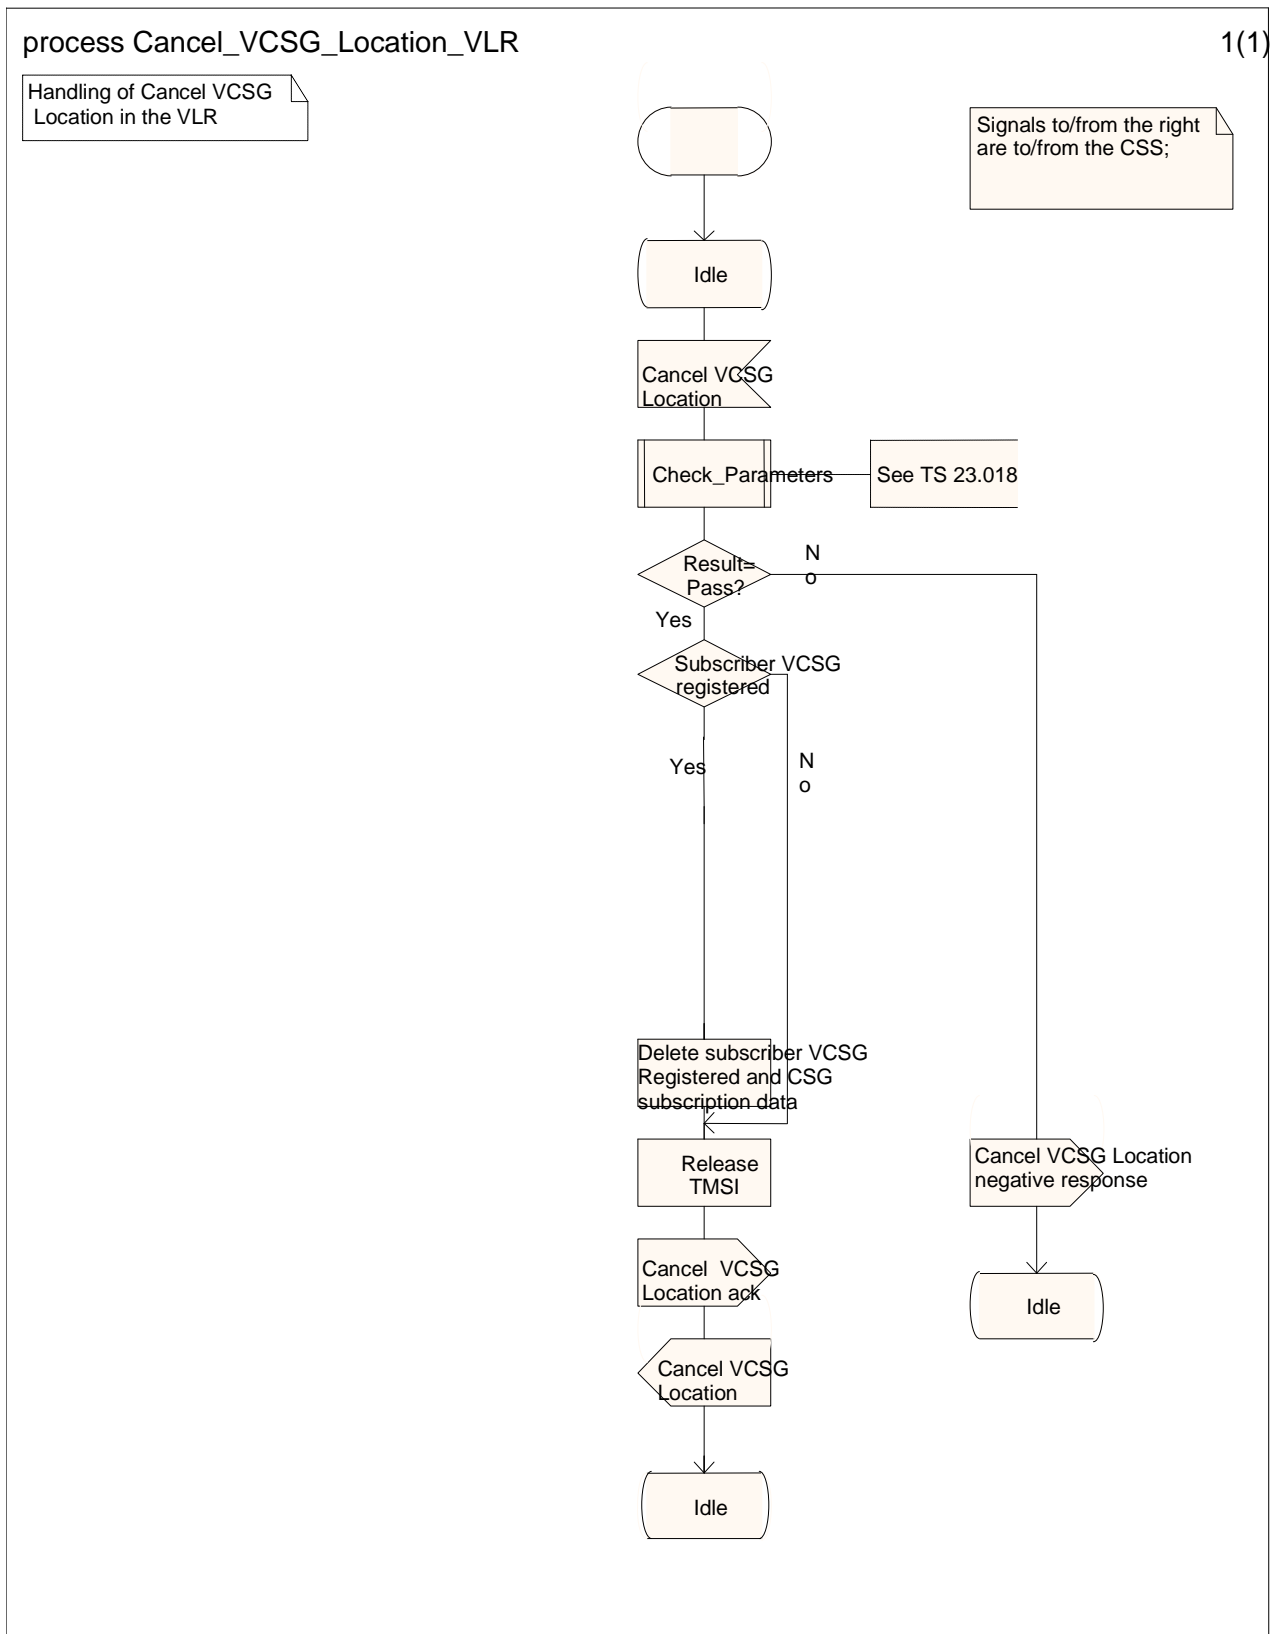 process Cancel_VCSG_Location_VLR
1(1)
Handling of Cancel VCSG
Location in the VLR
Signals to/from the right
are to/from the CSS;
Idle
Cancel VCSG
Location
Check_Parameters
See TS 23.018
Result=
Pass?
N
o
Yes
Subscriber VCSG
registered
Yes
N
o
Delete subscriber VCSG
Registered and CSG
subscription data
Release
TMSI
Cancel VCSG Location
negative response
Cancel  VCSG
Location ack
Idle
Cancel VCSG
Location
Idle